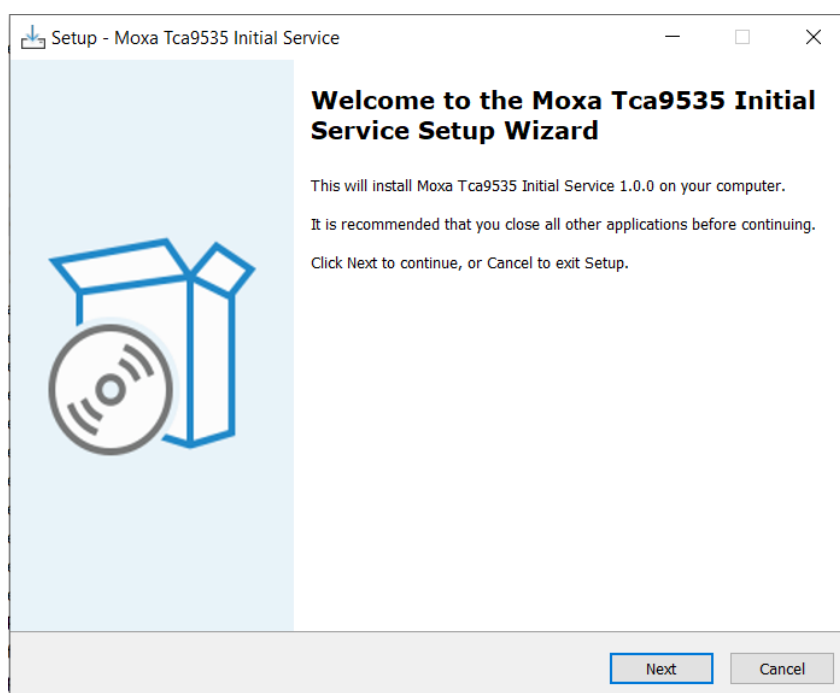 Setup - Moxa Tca9535 Initial Service
Welcome to the Moxa Tca9535 Initial
Service Setup Wizard
This will install Moxa Tca9535 Initial Service 1.0.0 on your computer.
It is recommended that you close all other applications before continuing.
Click Next to continue, or Cancel to exit Setup.
Next
Cancel